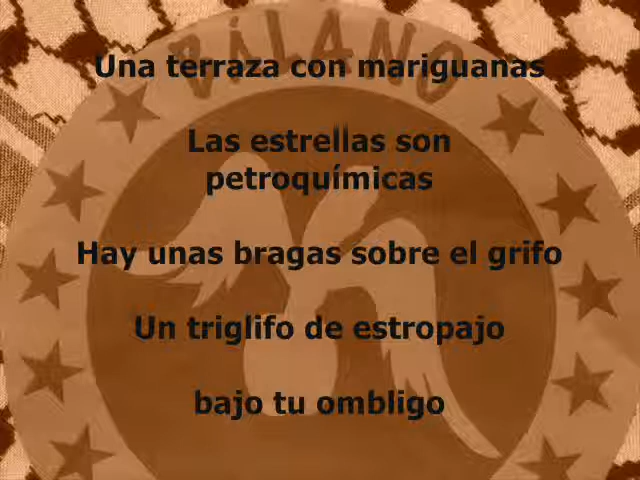 BÍLANO
Una terraza con mariguanas
Las estrellas son
petroquímicas
Hay unas bragas sobre el grifo
Un triglifo de estropajo
bajo tu ombligo